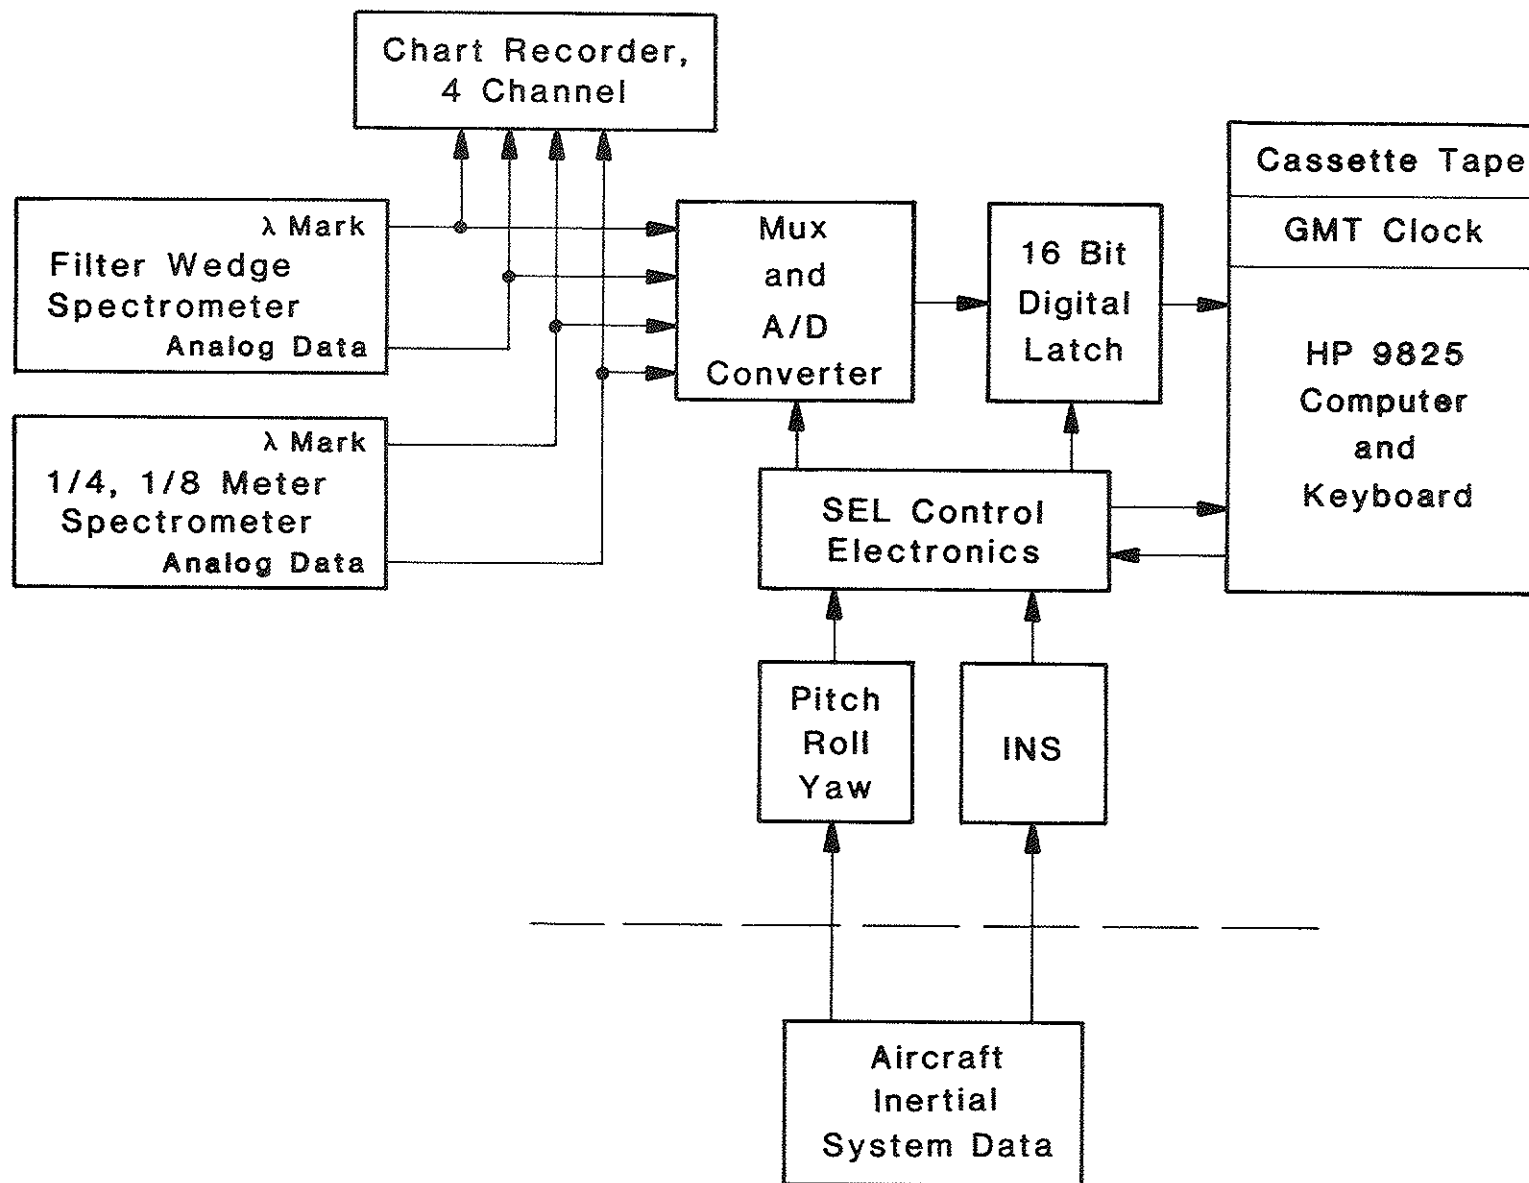 Chart Recorder,
4 Channel
λ Mark
Filter Wedge
Spectrometer
Analog Data
λ Mark
1/4, 1/8 Meter
Spectrometer
Analog Data
Mux
and
A/D
Converter
16 Bit
Digital
Latch
Cassette Tape
GMT Clock
HP 9825
Computer
and
Keyboard
SEL Control
Electronics
Pitch
Roll
Yaw
INS
Aircraft
Inertial
System Data